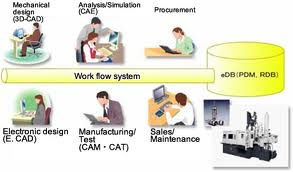 Mechanical
design
(3D-CAD)
Analysis/Simulation
(CAE)
Procurement
Work flow system
eDB(PDM, RDB)
Electronic design
(E. CAD)
Manufacturing/
Test
(CAM・CAT)
Sales/
Maintenance